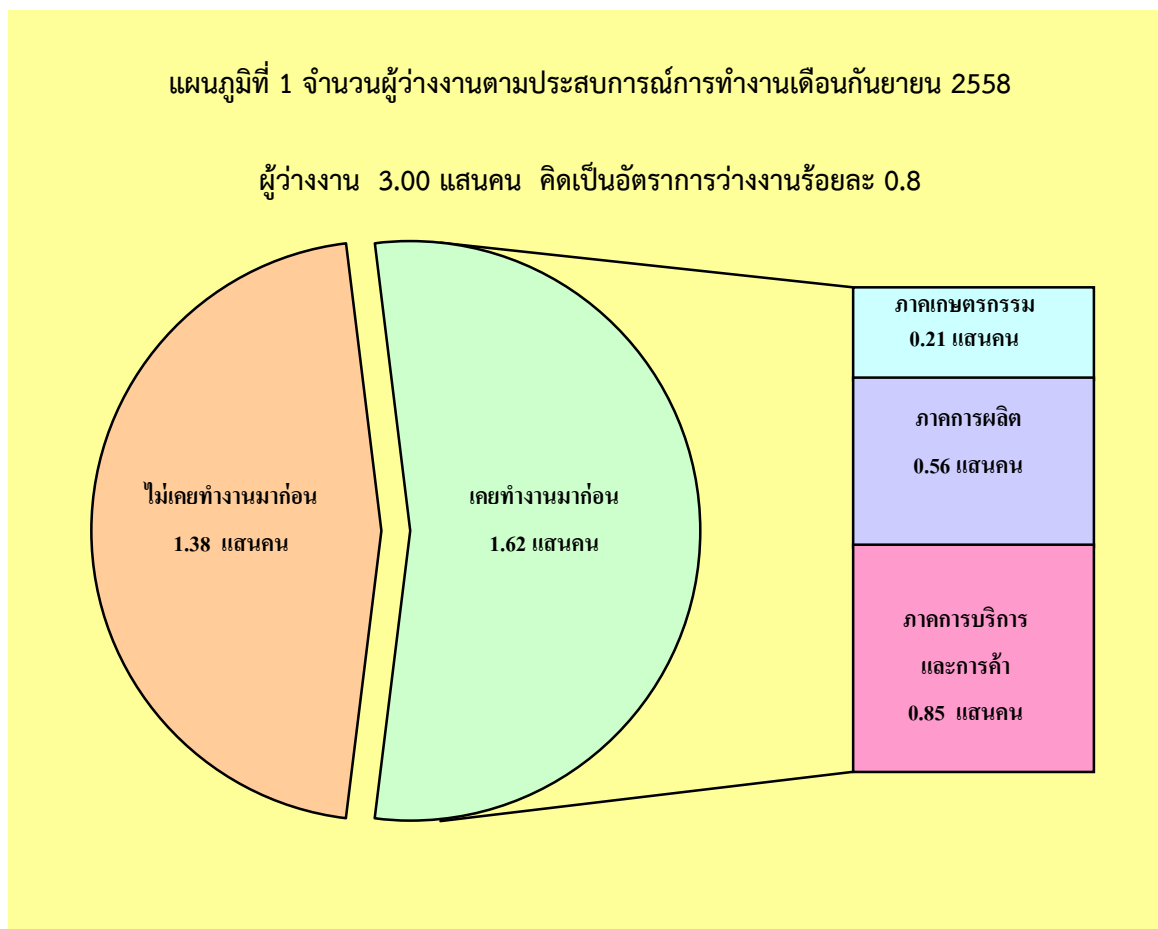 แผนภูมิที่ 1 จำนวนผู้ว่างงานตามประสบการณ์การทำงานเดือนกันยายน 2558
ผู้ว่างงาน 3.00 แสนคน คิดเป็นอัตราการว่างงานร้อยละ 0.8
ไม่เคยทำงานมาก่อน
1.38 แสนคน
เคยทำงานมาก่อน
1.62 แสนคน
ภาคเกษตรกรรม
0.21 แสนคน
ภาคการผลิต
0.56 แสนคน
ภาคการบริการ
และการค้า
0.85 แสนคน